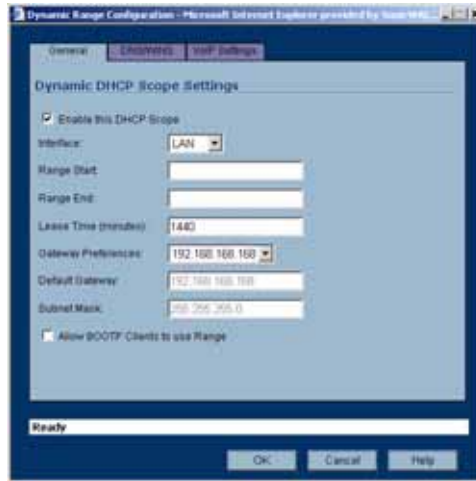 Dynamic Range Configuration - Microsoft Internet Explorer provided by
General DNS/WINS VoIP Settings
Dynamic DHCP Scope Settings
Enable this DHCP Scope
Interface: LAN
Range Start:
Range End:
Lease Time (minutes): 1440
Gateway Preferences: 192.168.168.168
Default Gateway: 192.168.168.168
Subnet Mask: 255.255.255.0
Allow BOOTP Clients to use Range
Ready
OK Cancel Help